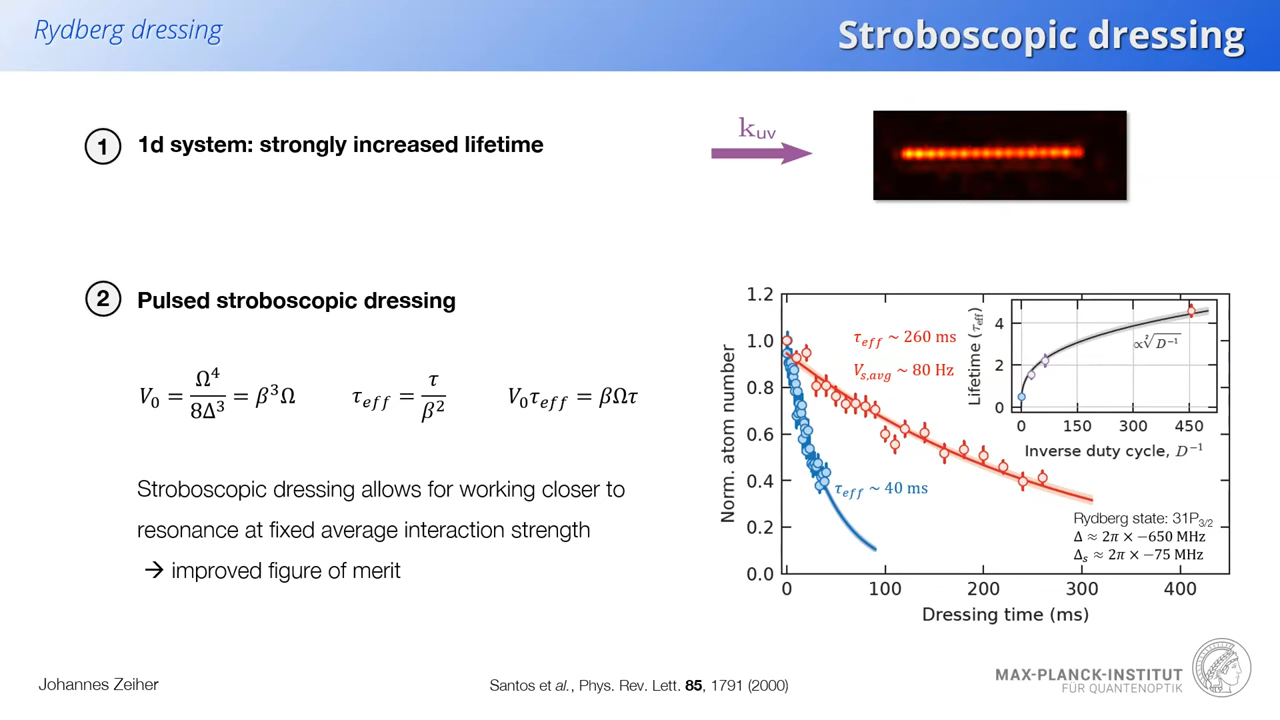 Rydberg dressing
Stroboscopic dressing
1 1d system: strongly increased lifetime
k_uv
2 Pulsed stroboscopic dressing
V₀ = Ω⁴/8Δ³ = β³Ω
τ_eff = τ/β²
V₀τ_eff = βΩτ
Stroboscopic dressing allows for working closer to
resonance at fixed average interaction strength
→ improved figure of merit
Norm. atom number
1.2
1.0
0.8
0.6
0.4
0.2
0.0
0 100 200 300 400
Dressing time (ms)
τ_eff ~ 260 ms
V_s,avg ~ 80 Hz
τ_eff ~ 40 ms
Lifetime (τ_eff)
4
2
0
∝∛D⁻¹
0 150 300 450
Inverse duty cycle, D⁻¹
Rydberg state: 31P₃/₂
Δ ≈ 2π × −650 MHz
Δₛ ≈ 2π × −75 MHz
Johannes Zeiher
Santos et al., Phys. Rev. Lett. 85, 1791 (2000)
MAX-PLANCK-INSTITUT
FÜR QUANTENOPTIK